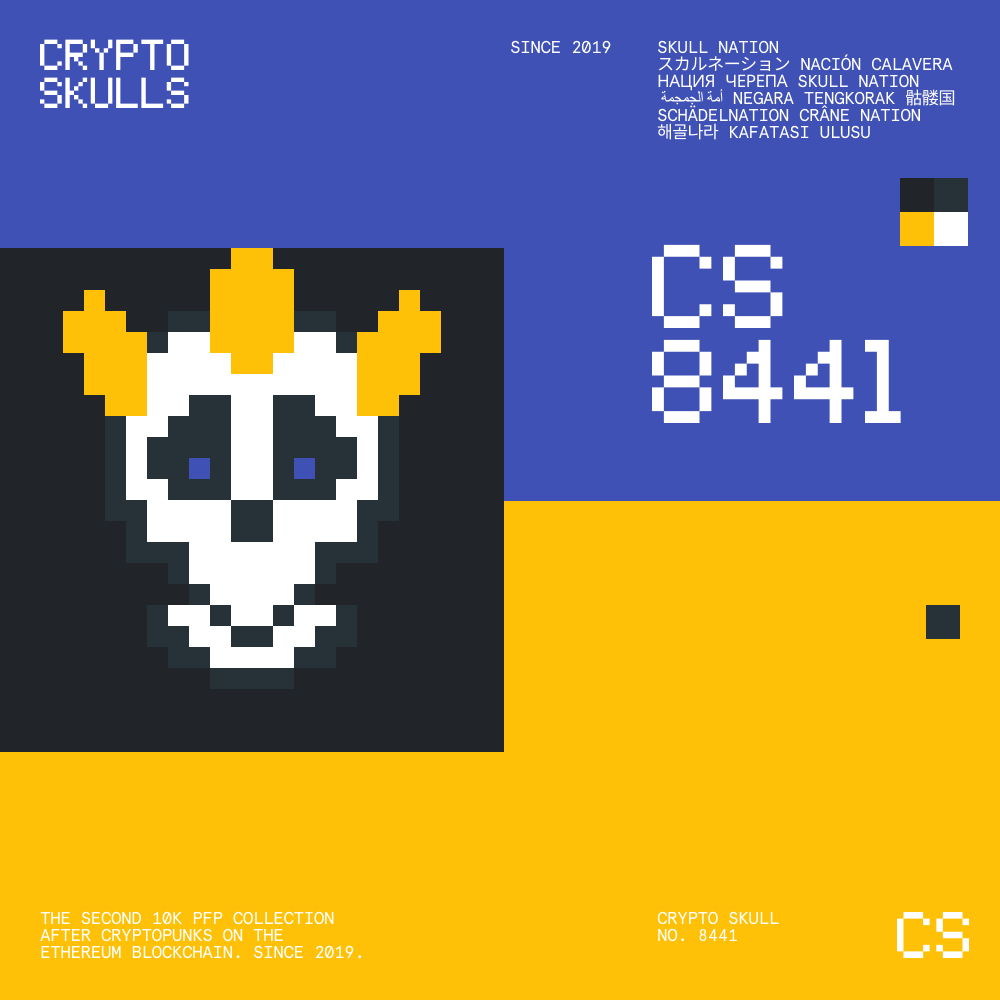 CRYPTO
SKULLS
SINCE 2019
SKULL NATION
スカルネーション NACIÓN CALAVERA
НАЦИЯ ЧЕРЕПА SKULL NATION
أمة الجمجمة NEGARA TENGKORAK 骷髅国
SCHÄDELNATION CRÂNE NATION
해골나라 KAFATASI ULUSU
CS
8441
THE SECOND 10K PFP COLLECTION
AFTER CRYPTOPUNKS ON THE
ETHEREUM BLOCKCHAIN. SINCE 2019.
CRYPTO SKULL
NO. 8441
CS